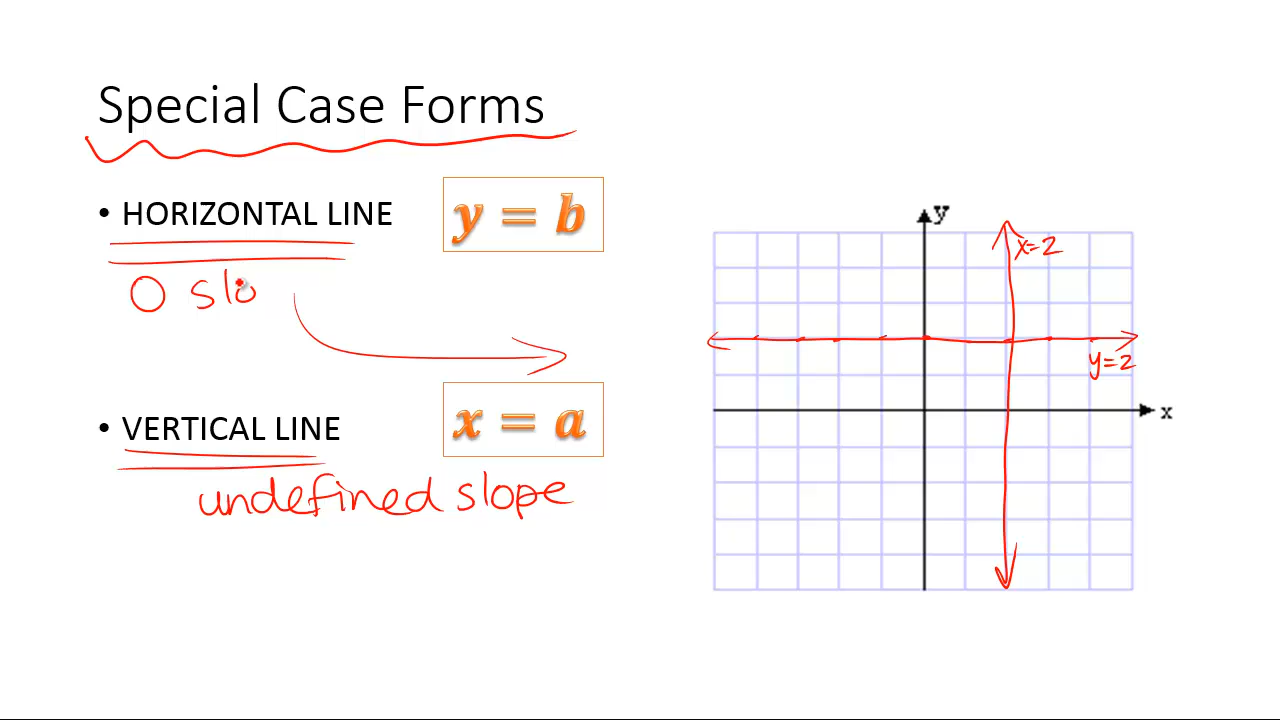 Special Case Forms
• HORIZONTAL LINE
y = b
0 slo
• VERTICAL LINE
x = a
undefined slope
y
x=2
y=2
x